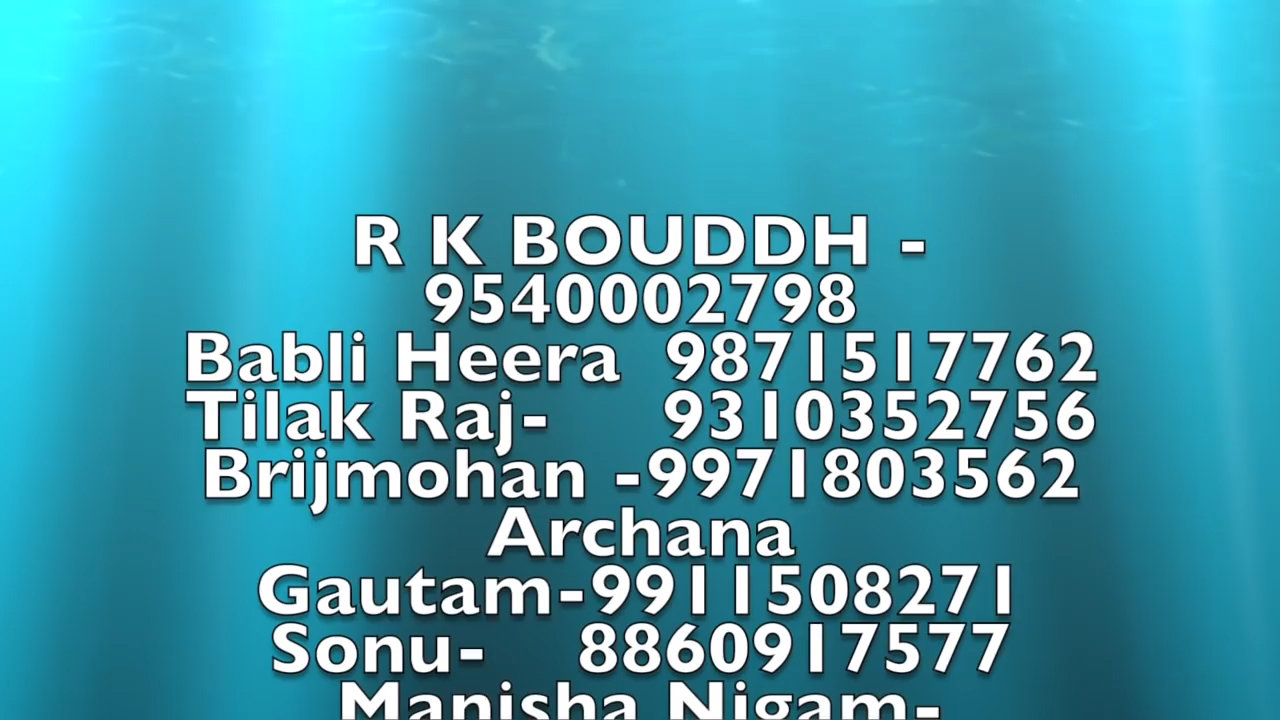 R K BOUDDH -
9540002798
Babli Heera 9871517762
Tilak Raj- 9310352756
Brijmohan -9971803562
Archana
Gautam-9911508271
Sonu- 8860917577
Manisha Nigam-